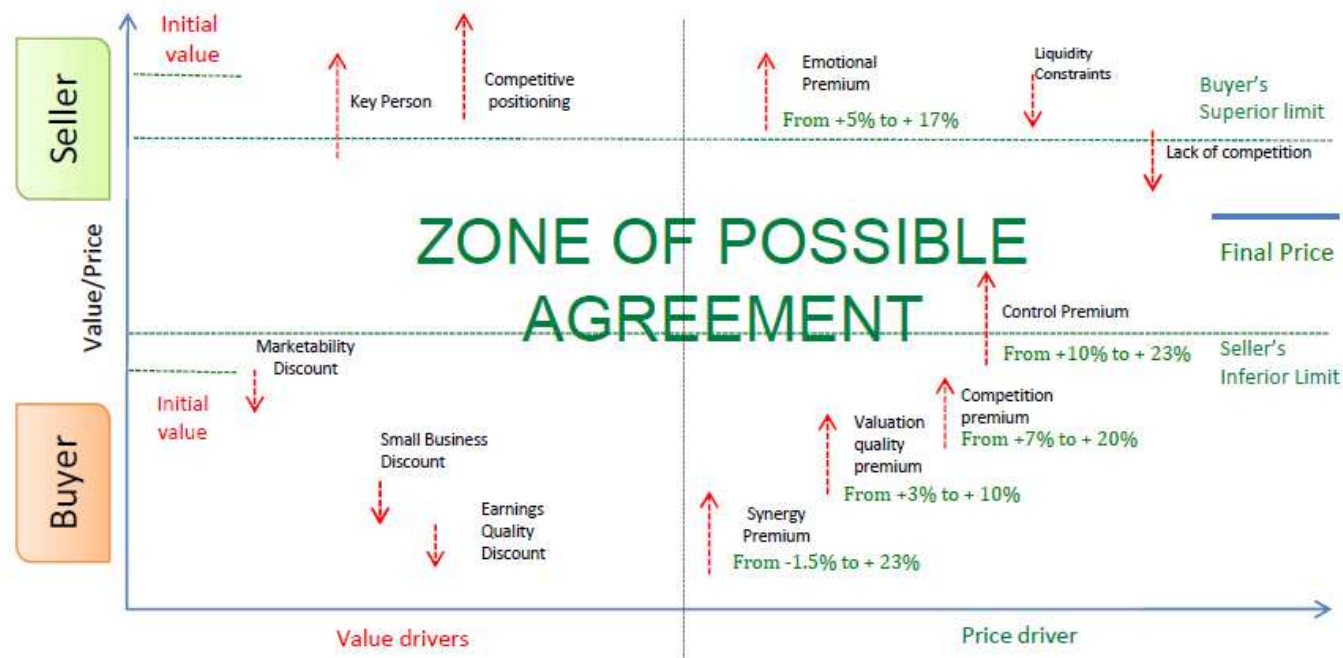 Seller
Initial
value
Key Person
Competitive
positioning
Emotional
Premium
From +5% to + 17%
Liquidity
Constraints
Buyer's
Superior limit
Lack of competition
Value/Price
ZONE OF POSSIBLE
AGREEMENT
Final Price
Control Premium
From +10% to + 23%
Seller's
Inferior Limit
Buyer
Marketability
Discount
Initial
value
Small Business
Discount
Earnings
Quality
Discount
Competition
premium
From +7% to + 20%
Valuation
quality
premium
From +3% to + 10%
Synergy
Premium
From -1.5% to + 23%
Value drivers
Price driver